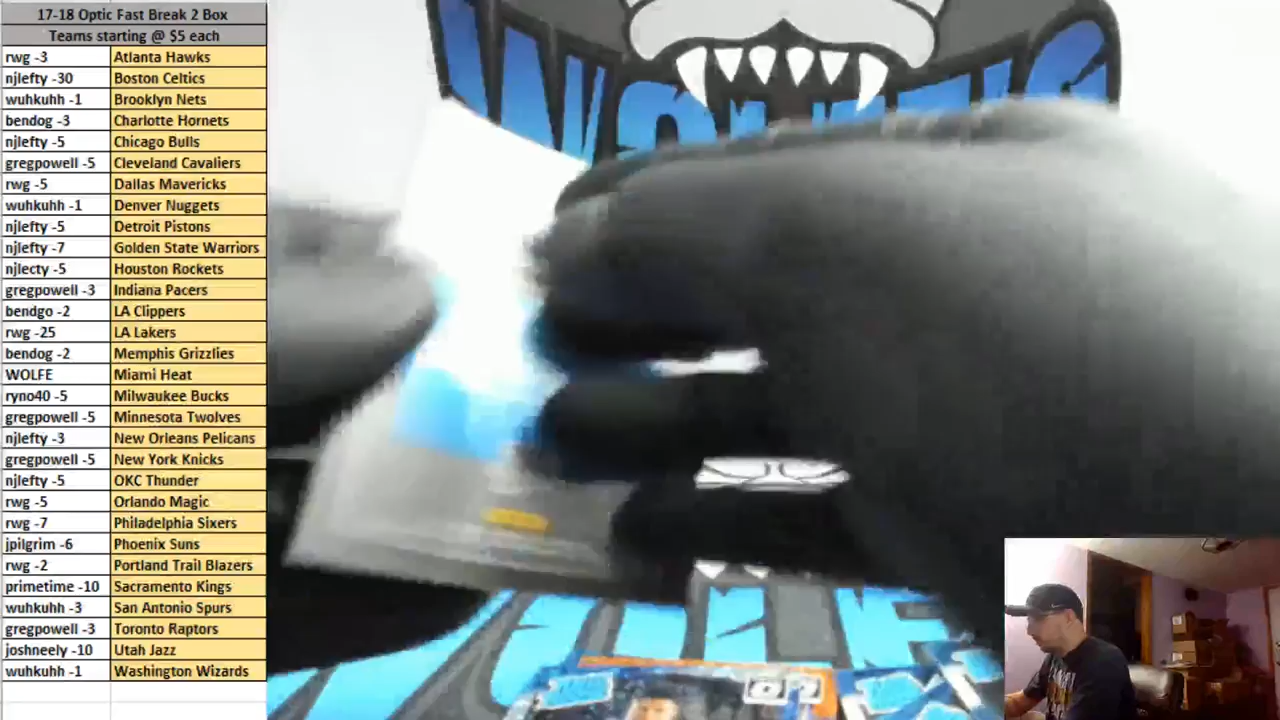 17-18 Optic Fast Break 2 Box
Teams starting @ $5 each
rwg -3 Atlanta Hawks
njlefty -30 Boston Celtics
wuhkuhh -1 Brooklyn Nets
bendog -3 Charlotte Hornets
njlefty -5 Chicago Bulls
gregpowell -5 Cleveland Cavaliers
rwg -5 Dallas Mavericks
wuhkuhh -1 Denver Nuggets
njlefty -5 Detroit Pistons
njlefty -7 Golden State Warriors
njlecty -5 Houston Rockets
gregpowell -3 Indiana Pacers
bendgo -2 LA Clippers
rwg -25 LA Lakers
bendog -2 Memphis Grizzlies
WOLFE Miami Heat
ryno40 -5 Milwaukee Bucks
gregpowell -5 Minnesota Twolves
njlefty -3 New Orleans Pelicans
gregpowell -5 New York Knicks
njlefty -5 OKC Thunder
rwg -5 Orlando Magic
rwg -7 Philadelphia Sixers
jpilgrim -6 Phoenix Suns
rwg -2 Portland Trail Blazers
primetime -10 Sacramento Kings
wuhkuhh -3 San Antonio Spurs
gregpowell -3 Toronto Raptors
joshneely -10 Utah Jazz
wuhkuhh -1 Washington Wizards